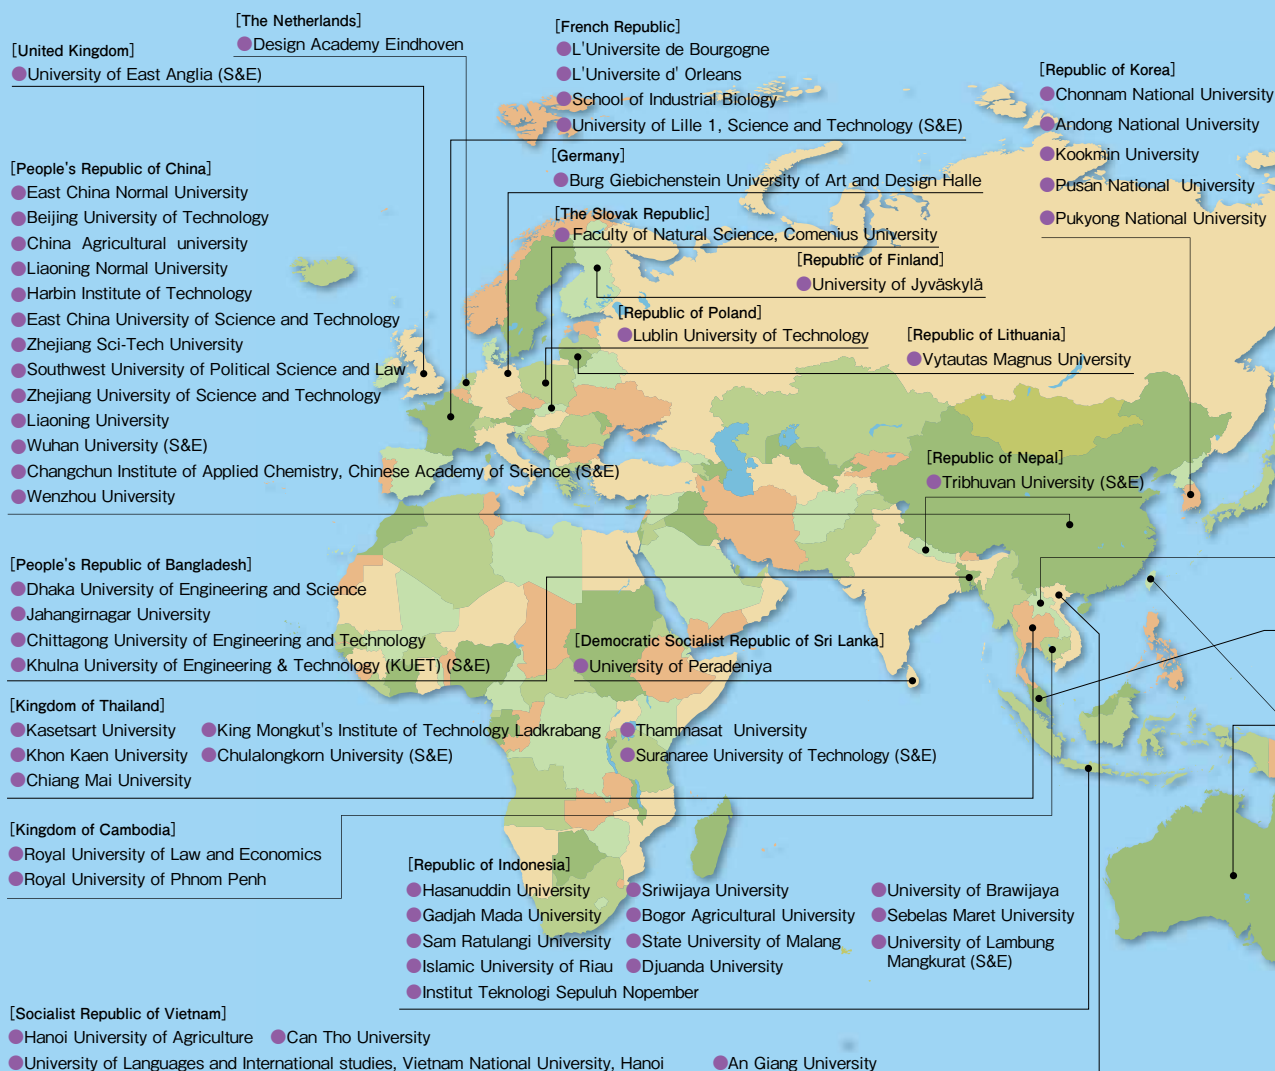 [The Netherlands]
●Design Academy Eindhoven
[United Kingdom]
●University of East Anglia (S&E)
[French Republic]
●L'Universite de Bourgogne
●L'Universite d' Orleans
●School of Industrial Biology
●University of Lille 1, Science and Technology (S&E)
[Republic of Korea]
●Chonnam National University
●Andong National University
●Kookmin University
●Pusan National University
●Pukyong National University
[Germany]
●Burg Giebichenstein University of Art and Design Halle
[The Slovak Republic]
●Faculty of Natural Science, Comenius University
[Republic of Finland]
●University of Jyväskylä
[Republic of Poland]
●Lublin University of Technology
[Republic of Lithuania]
●Vytautas Magnus University
[People's Republic of China]
●East China Normal University
●Beijing University of Technology
●China Agricultural university
●Liaoning Normal University
●Harbin Institute of Technology
●East China University of Science and Technology
●Zhejiang Sci-Tech University
●Southwest University of Political Science and Law
●Zhejiang University of Science and Technology
●Liaoning University
●Wuhan University (S&E)
●Changchun Institute of Applied Chemistry, Chinese Academy of Science (S&E)
●Wenzhou University
[Republic of Nepal]
●Tribhuvan University (S&E)
[People's Republic of Bangladesh]
●Dhaka University of Engineering and Science
●Jahangirnagar University
●Chittagong University of Engineering and Technology
●Khulna University of Engineering & Technology (KUET) (S&E)
[Democratic Socialist Republic of Sri Lanka]
●University of Peradeniya
[Kingdom of Thailand]
●Kasetsart University ●King Mongkut's Institute of Technology Ladkrabang ●Thammasat University
●Khon Kaen University ●Chulalongkorn University (S&E) ●Suranaree University of Technology (S&E)
●Chiang Mai University
[Kingdom of Cambodia]
●Royal University of Law and Economics
●Royal University of Phnom Penh
[Republic of Indonesia]
●Hasanuddin University ●Sriwijaya University ●University of Brawijaya
●Gadjah Mada University ●Bogor Agricultural University ●Sebelas Maret University
●Sam Ratulangi University ●State University of Malang ●University of Lambung
Mangkurat (S&E)
●Islamic University of Riau ●Djuanda University
●Institut Teknologi Sepuluh Nopember
[Socialist Republic of Vietnam]
●Hanoi University of Agriculture ●Can Tho University
●University of Languages and International studies, Vietnam National University, Hanoi ●An Giang University